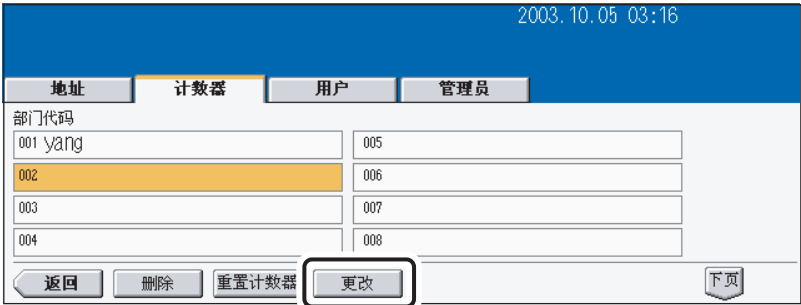 2003.10.05 03:16
地址 计数器 用户 管理员
部门代码
001 yang 005
002 006
003 007
004 008
返回 删除 重置计数器 更改 下页